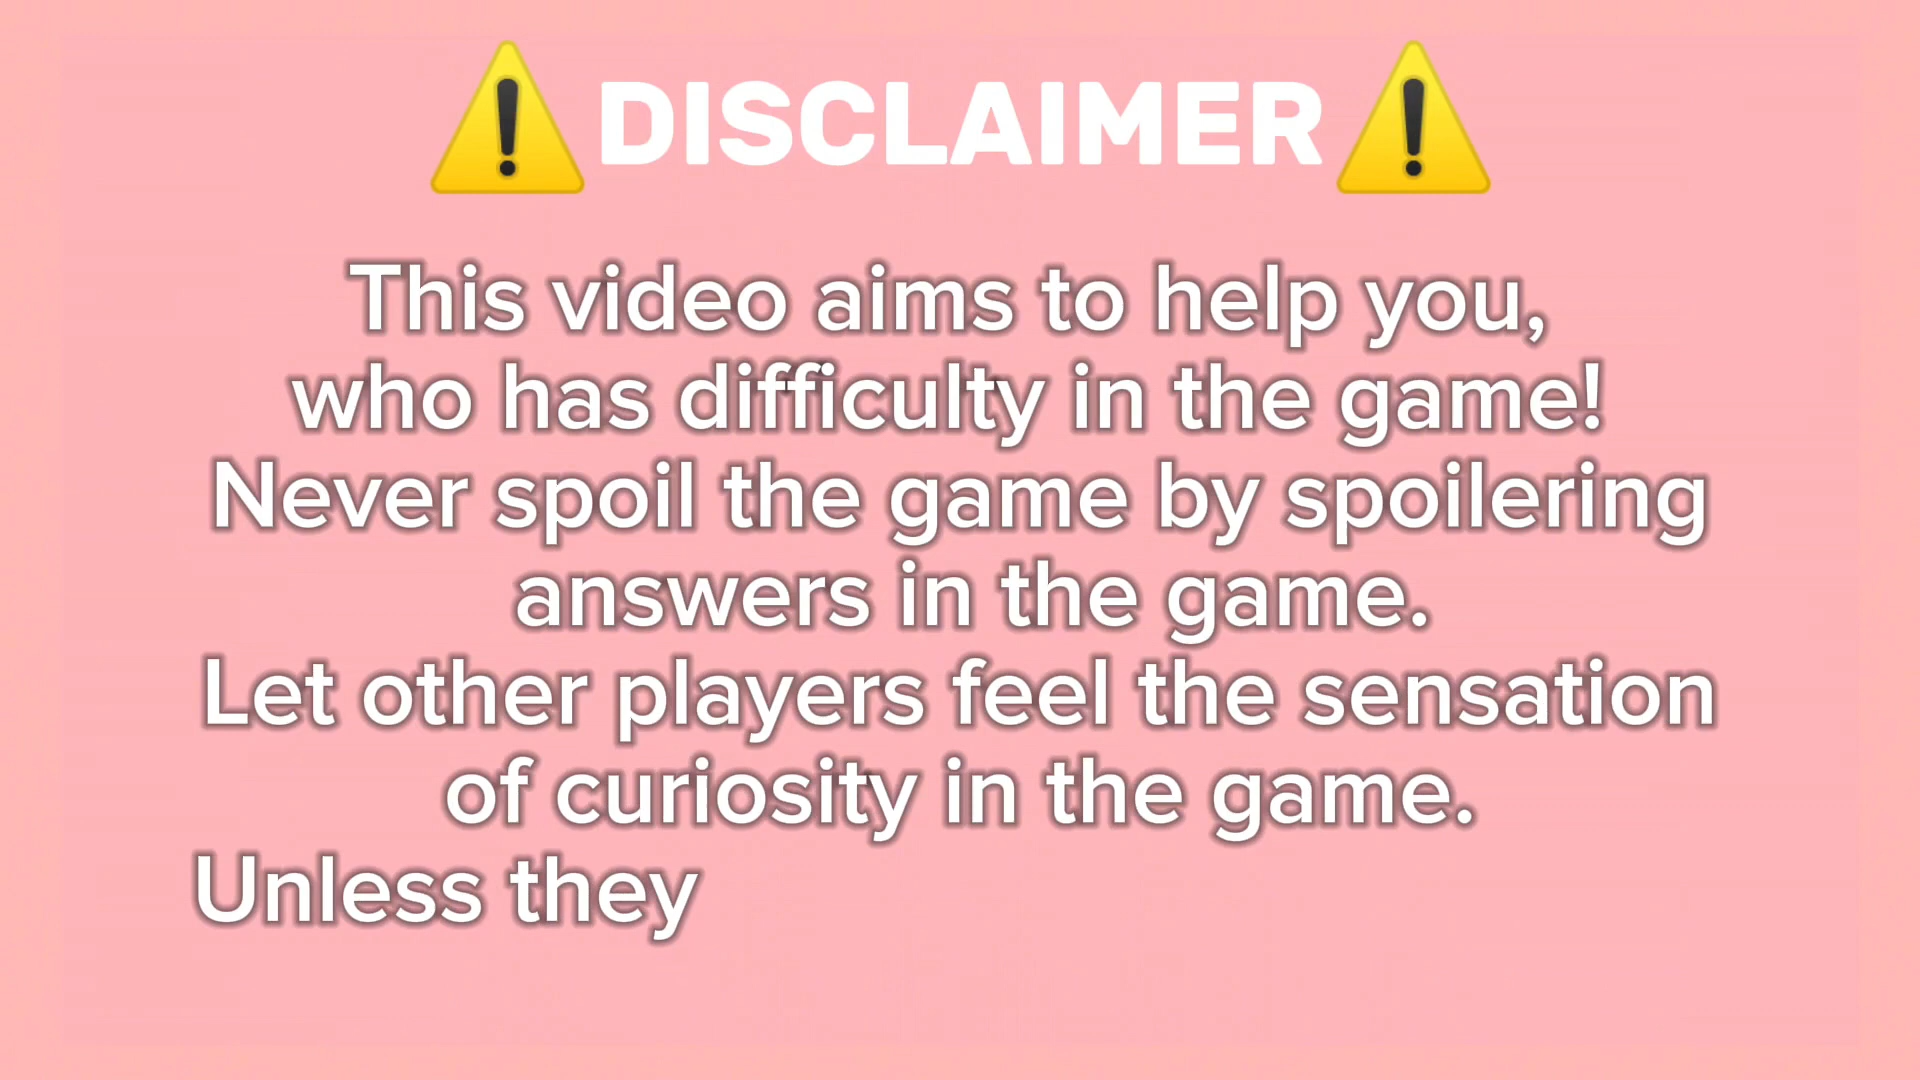 ⚠️DISCLAIMER⚠️
This video aims to help you,
who has difficulty in the game!
Never spoil the game by spoilering
answers in the game.
Let other players feel the sensation
of curiosity in the game.
Unless they